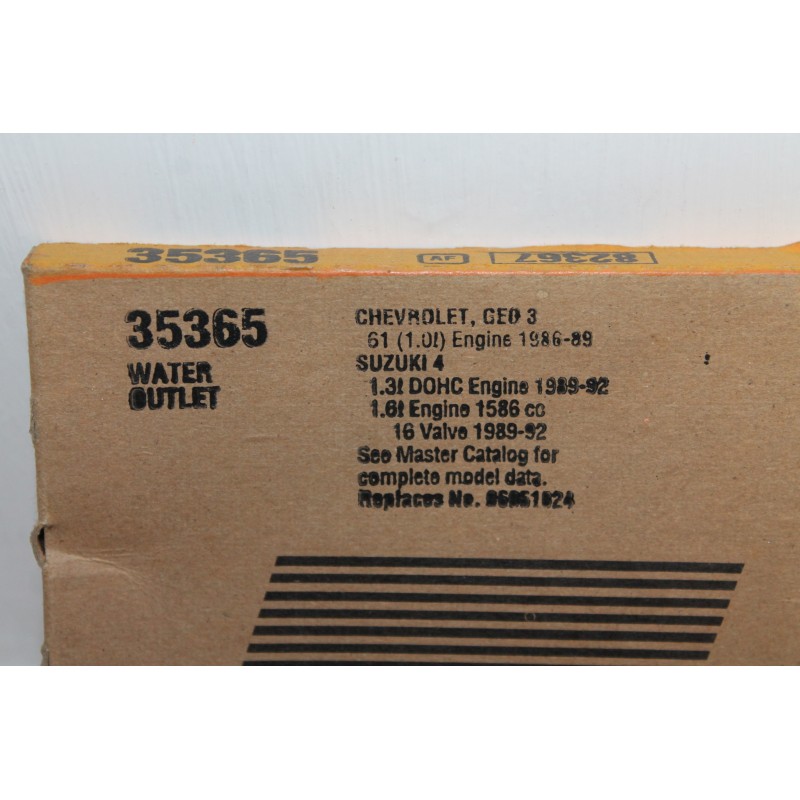 35365
AF
82367
35365
WATER
OUTLET
CHEVROLET, GEO 3
61 (1.0ℓ) Engine 1986-89
SUZUKI 4
1.3ℓ DOHC Engine 1989-92
1.6ℓ Engine 1586 cc
16 Valve 1989-92
See Master Catalog for
complete model data.
Replaces No.